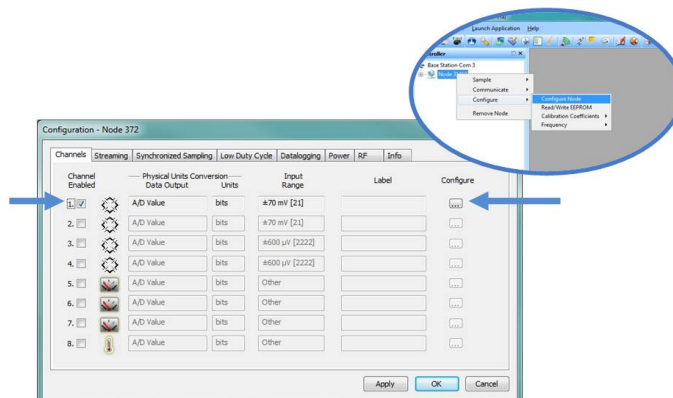 Launch Application Help
Base Station Com 3
Sample
Communicate
Configure
Remove Node
Configure Node
Read/Write EEPROM
Calibration Coefficients
Frequency
Configuration - Node 372
Channels Streaming Synchronized Sampling Low Duty Cycle Datalogging Power RF Info
Channel Enabled
Physical Units Conversion
Data Output Units
Input Range
Label
Configure
1. A/D Value bits ±70 mV [21] ...
2. A/D Value bits ±70 mV [21] ...
3. A/D Value bits ±600 µV [2222] ...
4. A/D Value bits ±600 µV [2222] ...
5. A/D Value bits Other ...
6. A/D Value bits Other ...
7. A/D Value bits Other ...
8. A/D Value bits Other ...
Apply OK Cancel